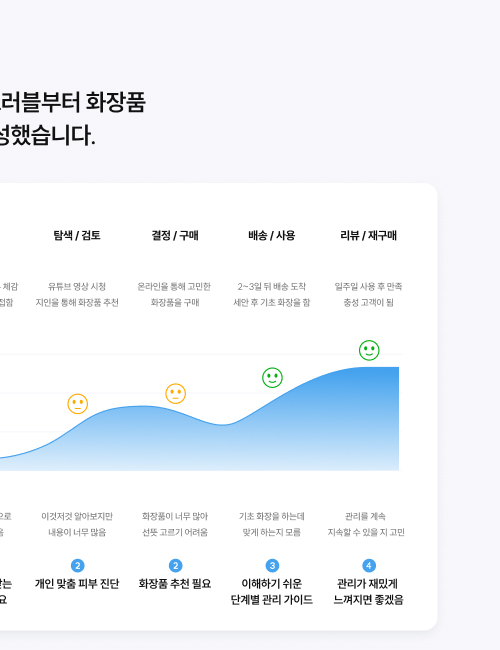 러블부터 화장품
성했습니다.
탐색 / 검토
결정 / 구매
배송 / 사용
리뷰 / 재구매
체감
유튜브 영상 시청
온라인을 통해 고민한
2~3일 뒤 배송 도착
일주일 사용 후 만족
접함
지인을 통해 화장품 추천
화장품을 구매
세안 후 기초 화장을 함
충성 고객이 됨
으로
이것저것 알아보지만
화장품이 너무 많아
기초 화장을 하는데
관리를 계속
음
내용이 너무 많음
선뜻 고르기 어려움
맞게 하는지 모름
지속할 수 있을 지 고민
2
2
3
4
개인 맞춤 피부 진단
화장품 추천 필요
이해하기 쉬운
관리가 재밌게
요
단계별 관리 가이드
느껴지면 좋겠음